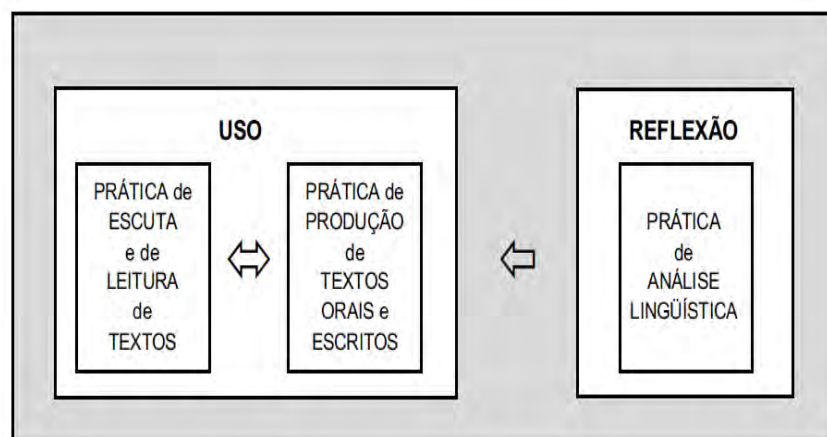 USO
PRÁTICA de
ESCUTA
e de
LEITURA
de
TEXTOS
PRÁTICA de
PRODUÇÃO
de
TEXTOS
ORAIS e
ESCRITOS
REFLEXÃO
PRÁTICA
de
ANÁLISE
LINGÜÍSTICA